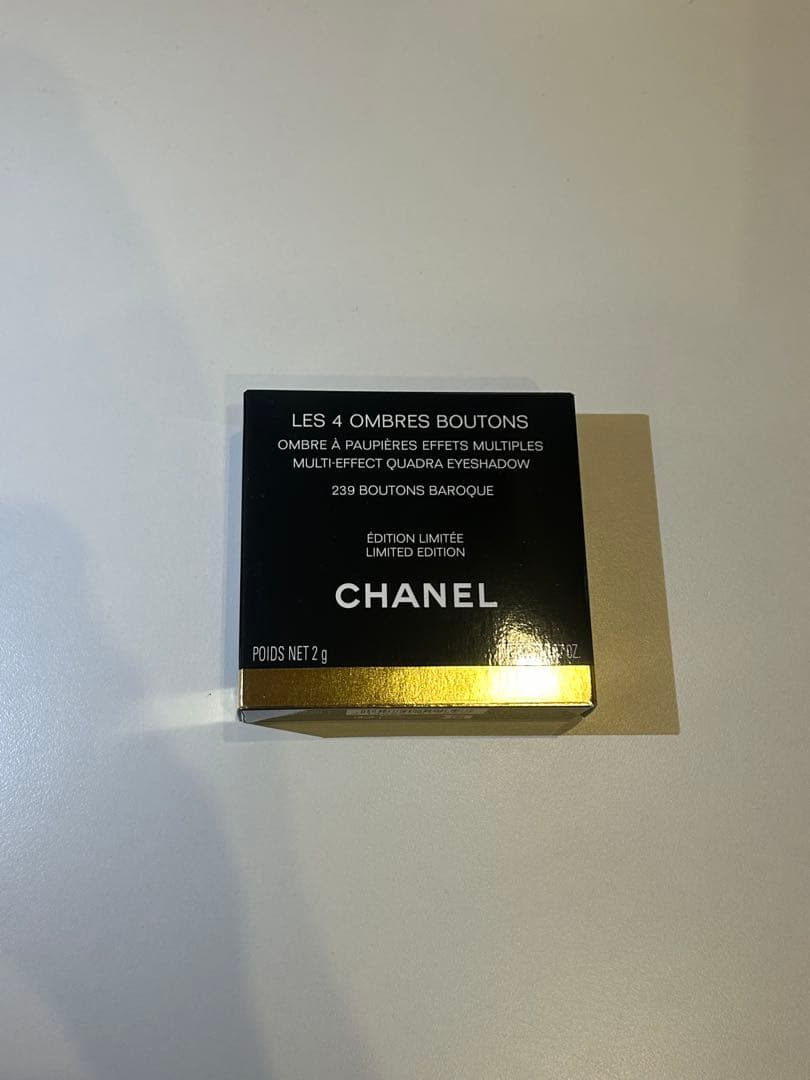 LES 4 OMBRES BOUTONS
OMBRE À PAUPIÈRES EFFETS MULTIPLES
MULTI-EFFECT QUADRA EYESHADOW
239 BOUTONS BAROQUE
ÉDITION LIMITÉE
LIMITED EDITION
CHANEL
POIDS NET 2 g
OZ.